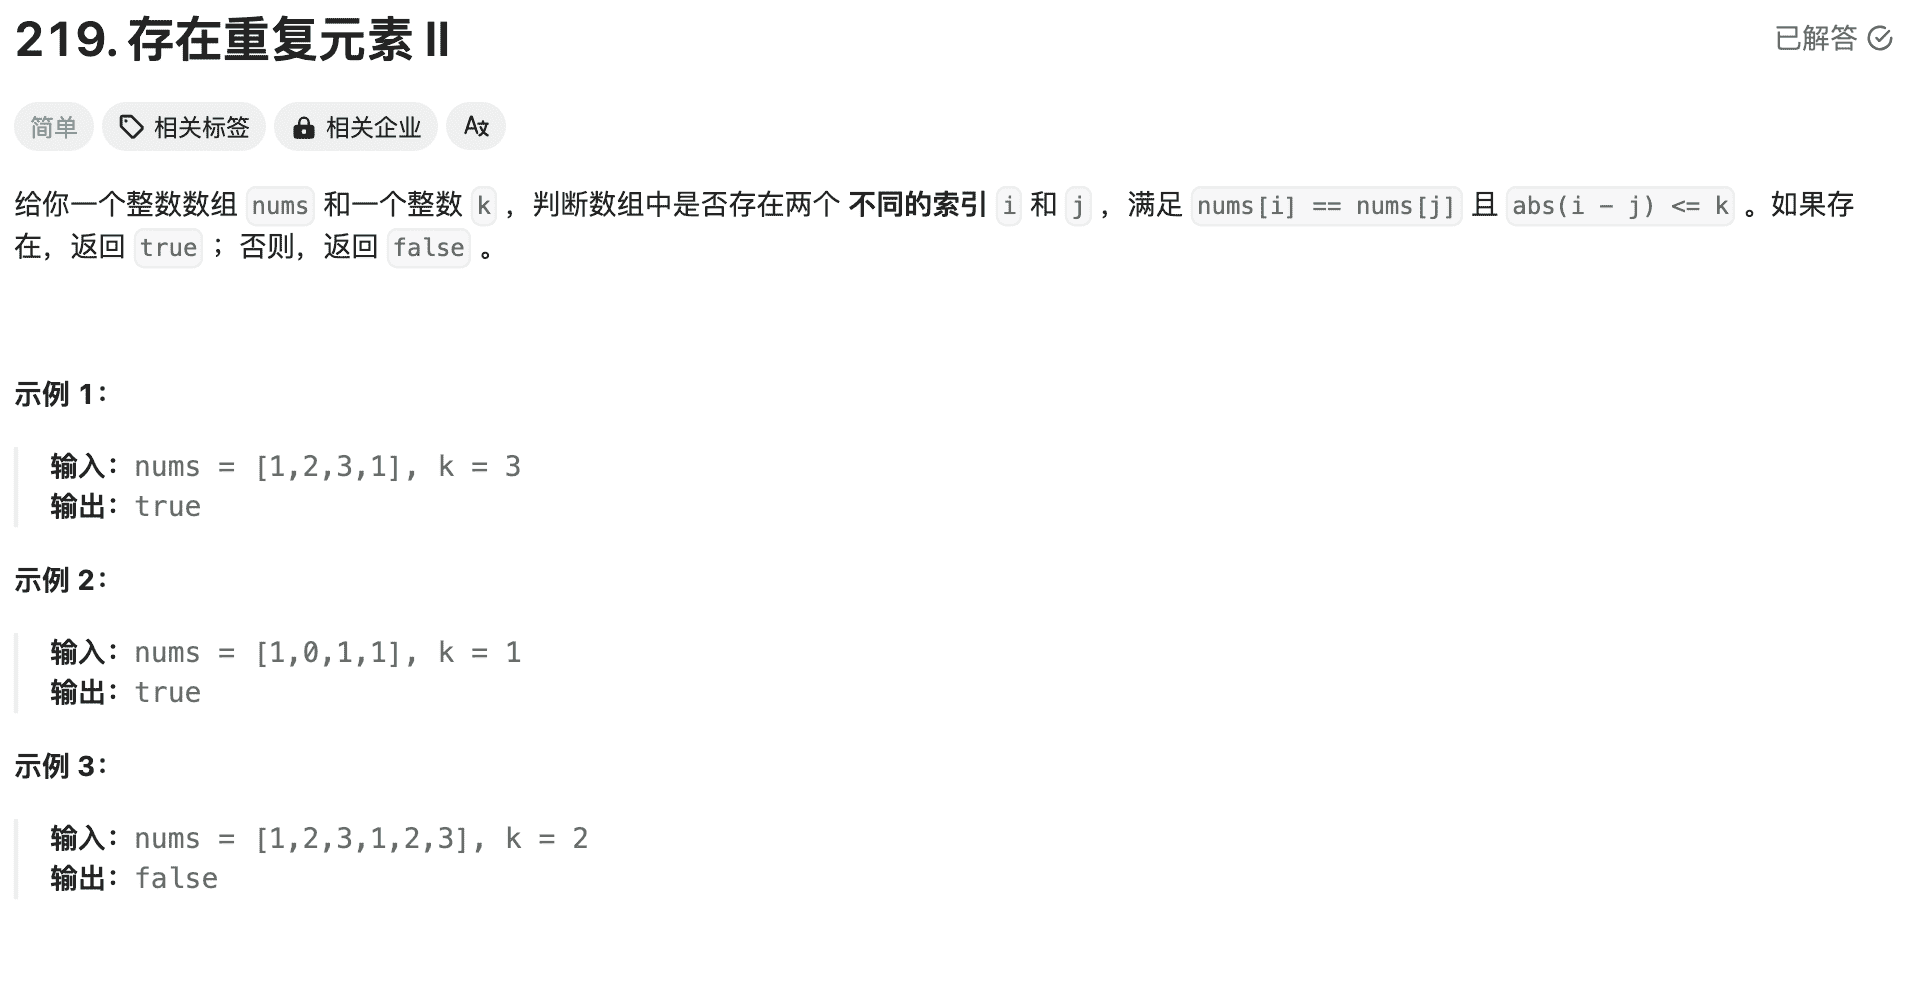 219. 存在重复元素 II
已解答
简单 相关标签 相关企业
给你一个整数数组 nums 和一个整数 k ，判断数组中是否存在两个 不同的索引 i 和 j ，满足 nums[i] == nums[j] 且 abs(i - j) <= k 。如果存
在，返回 true ；否则，返回 false 。
示例 1：
输入：nums = [1,2,3,1], k = 3
输出：true
示例 2：
输入：nums = [1,0,1,1], k = 1
输出：true
示例 3：
输入：nums = [1,2,3,1,2,3], k = 2
输出：false